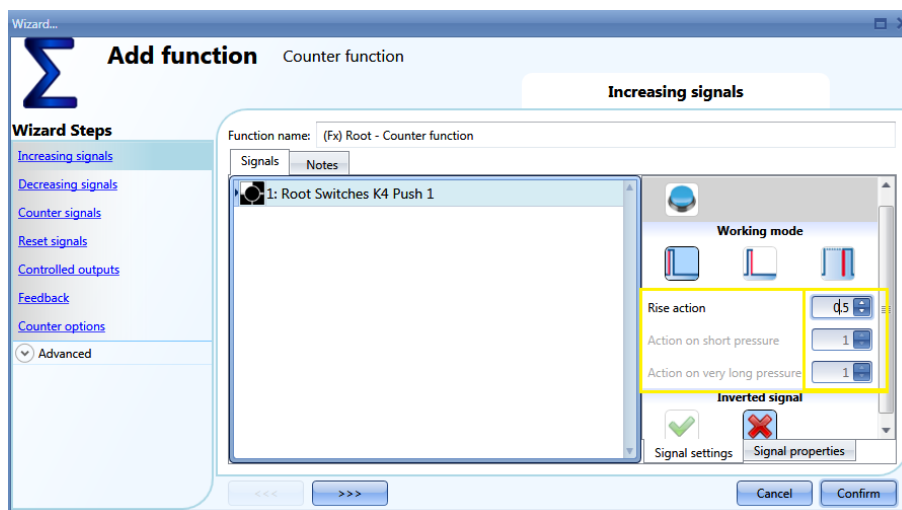 Wizard...
Add function Counter function
Increasing signals
Wizard Steps
Increasing signals
Decreasing signals
Counter signals
Reset signals
Controlled outputs
Feedback
Counter options
Advanced
Function name: (Fx) Root - Counter function
Signals Notes
1: Root Switches K4 Push 1
Working mode
Rise action 0.5
Action on short pressure 1
Action on very long pressure 1
Inverted signal
Signal settings Signal properties
<<< >>> Cancel Confirm